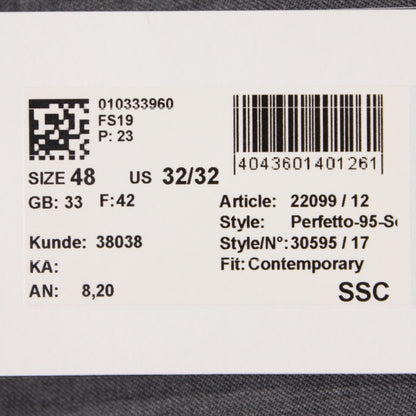 010333960
FS19
P: 23
4043601401261
SIZE 48 US 32/32
GB: 33 F:42
Article: 22099 / 12
Style: Perfetto-95-
Style/N°: 30595 / 17
Fit: Contemporary
Kunde: 38038
KA:
AN: 8,20
SSC